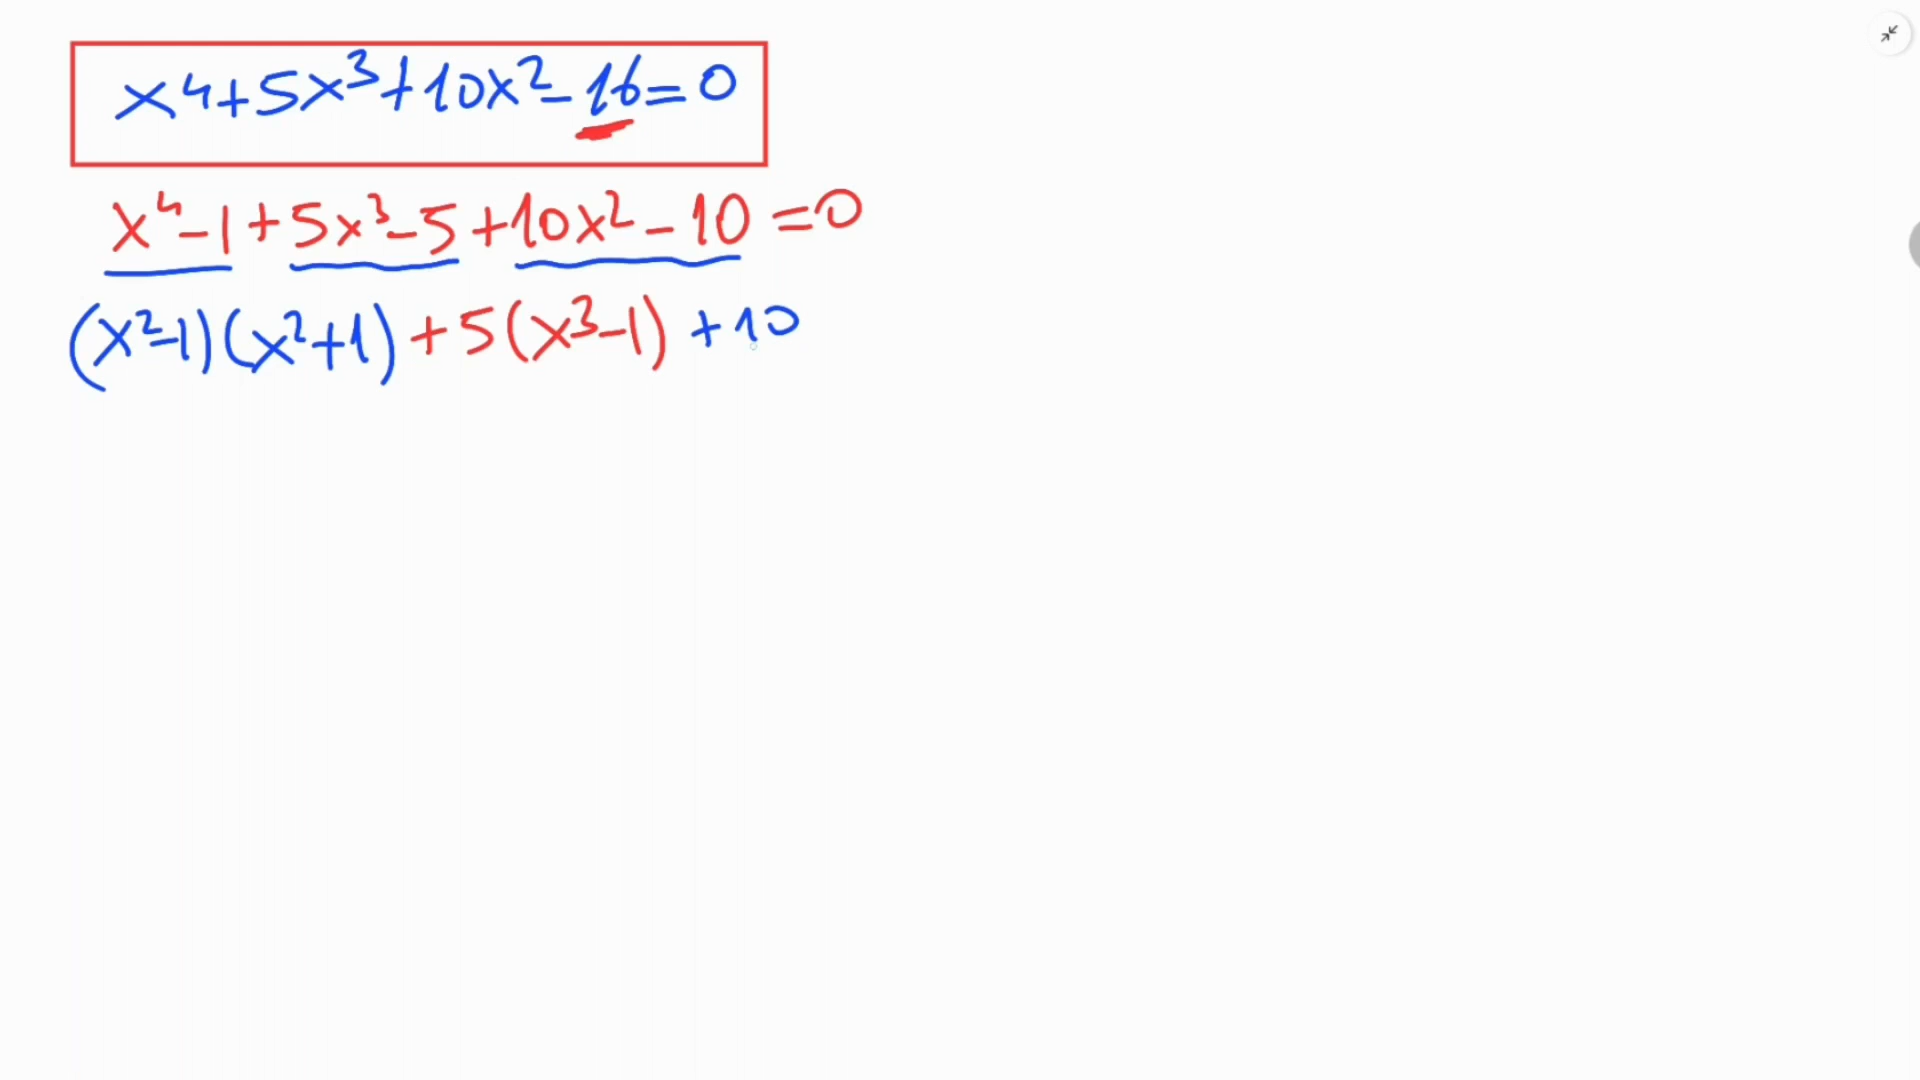 x⁴+5x³+10x²-16=0
x⁴-1+5x³-5+10x²-10=0
(x²-1)(x²+1)+5(x³-1)+10